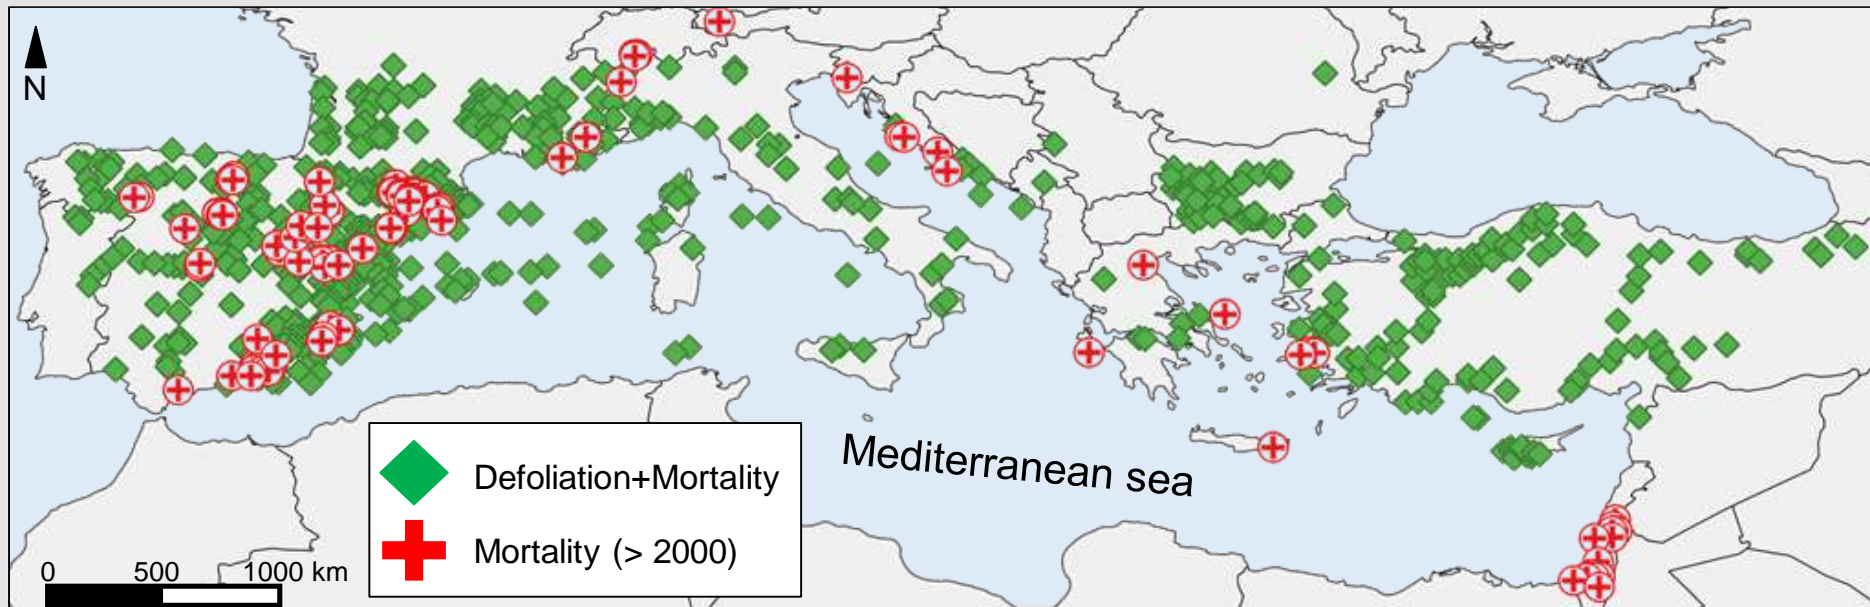 N
Mediterranean sea
Defoliation+Mortality
Mortality (> 2000)
0 500 1000 km